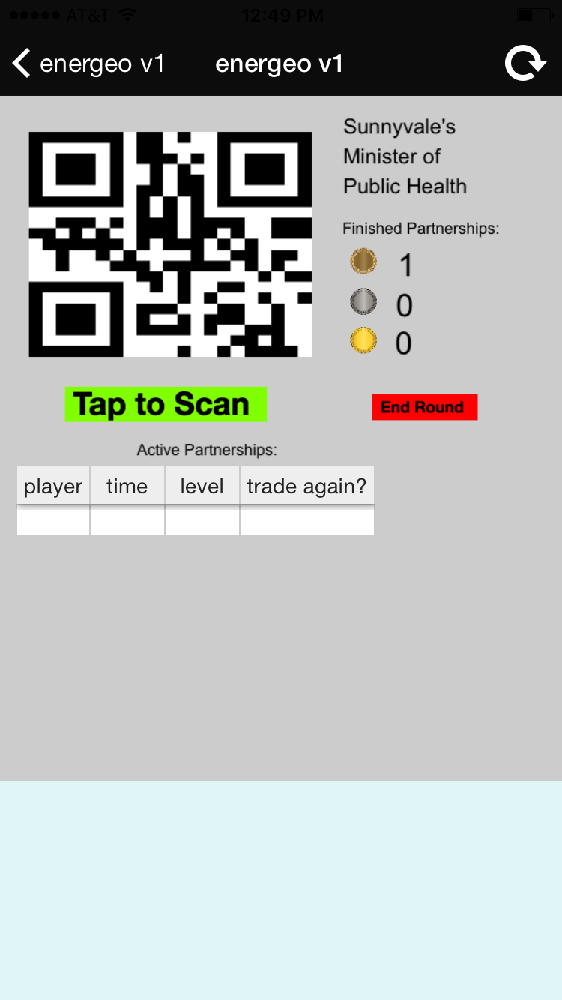 AT&T 12:49 PM
energeo v1 energeo v1
Sunnyvale's
Minister of
Public Health
Finished Partnerships:
1
0
0
Tap to Scan
End Round
Active Partnerships:
player time level trade again?